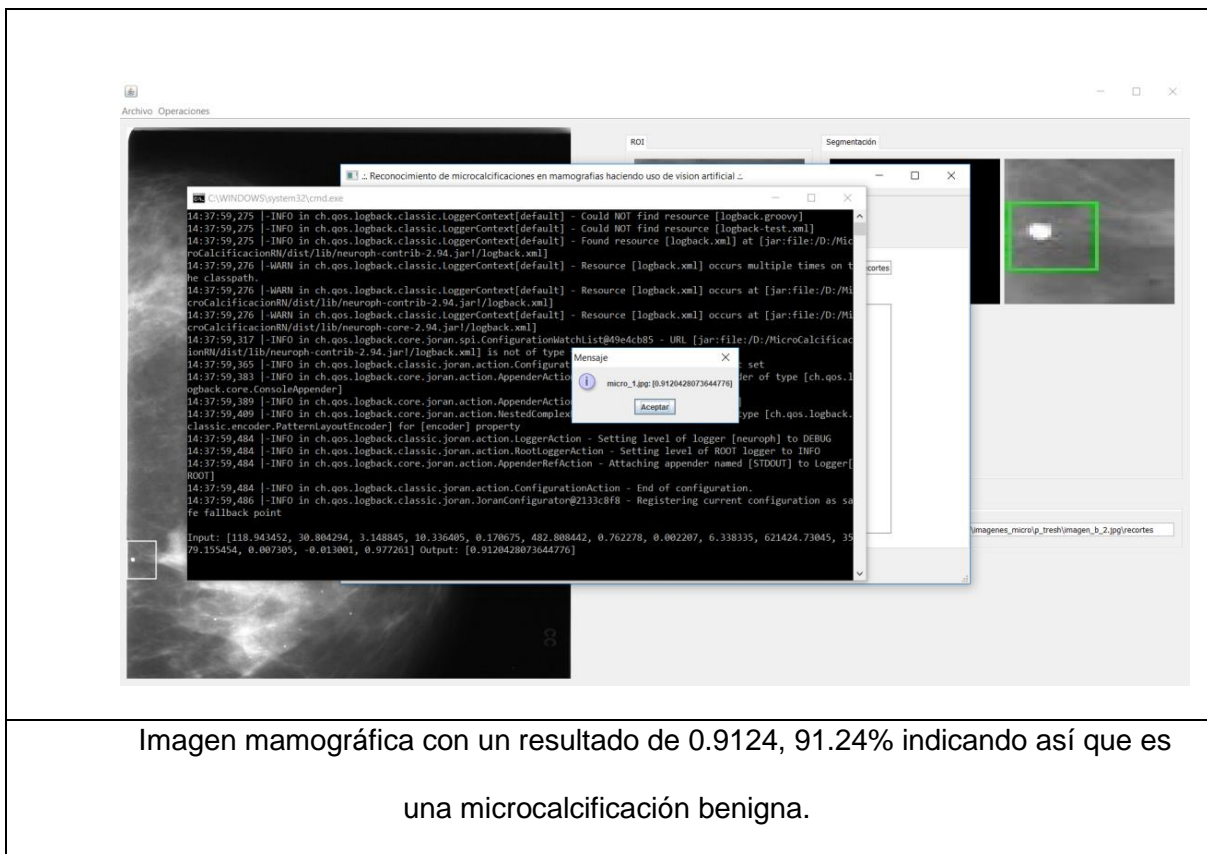 Archivo Operaciones
ROI
Segmentación
.:. Reconocimiento de microcalcificaciones en mamografias haciendo uso de vision artificial .:.
C:\WINDOWS\system32\cmd.exe
14:37:59,275 |-INFO in ch.qos.logback.classic.LoggerContext[default] - Could NOT find resource [logback.groovy]
14:37:59,275 |-INFO in ch.qos.logback.classic.LoggerContext[default] - Could NOT find resource [logback-test.xml]
14:37:59,275 |-INFO in ch.qos.logback.classic.LoggerContext[default] - Found resource [logback.xml] at [jar:file:/D:/Mic
roCalcificacionRN/dist/lib/neuroph-contrib-2.94.jar!/logback.xml]
14:37:59,276 |-WARN in ch.qos.logback.classic.LoggerContext[default] - Resource [logback.xml] occurs multiple times on t
he classpath.
14:37:59,276 |-WARN in ch.qos.logback.classic.LoggerContext[default] - Resource [logback.xml] occurs at [jar:file:/D:/Mi
croCalcificacionRN/dist/lib/neuroph-contrib-2.94.jar!/logback.xml]
14:37:59,276 |-WARN in ch.qos.logback.classic.LoggerContext[default] - Resource [logback.xml] occurs at [jar:file:/D:/Mi
croCalcificacionRN/dist/lib/neuroph-core-2.94.jar!/logback.xml]
14:37:59,317 |-INFO in ch.qos.logback.core.joran.spi.ConfigurationWatchList@49e4cb85 - URL [jar:file:/D:/MicroCalcificac
ionRN/dist/lib/neuroph-contrib-2.94.jar!/logback.xml] is not of type
14:37:59,365 |-INFO in ch.qos.logback.classic.joran.action.Configurat set
14:37:59,383 |-INFO in ch.qos.logback.core.joran.action.AppenderActio der of type [ch.qos.l
ogback.core.ConsoleAppender]
14:37:59,389 |-INFO in ch.qos.logback.core.joran.action.AppenderActio ]
14:37:59,409 |-INFO in ch.qos.logback.core.joran.action.NestedComplex type [ch.qos.logback.
classic.encoder.PatternLayoutEncoder] for [encoder] property
14:37:59,484 |-INFO in ch.qos.logback.classic.joran.action.LoggerAction - Setting level of logger [neuroph] to DEBUG
14:37:59,484 |-INFO in ch.qos.logback.classic.joran.action.RootLoggerAction - Setting level of ROOT logger to INFO
14:37:59,484 |-INFO in ch.qos.logback.core.joran.action.AppenderRefAction - Attaching appender named [STDOUT] to Logger[
ROOT]
14:37:59,484 |-INFO in ch.qos.logback.classic.joran.action.ConfigurationAction - End of configuration.
14:37:59,486 |-INFO in ch.qos.logback.classic.joran.JoranConfigurator@2133c8f8 - Registering current configuration as sa
fe fallback point
Input: [118.943452, 30.804294, 3.148845, 10.336405, 0.170675, 482.808442, 0.762278, 0.002207, 6.338335, 621424.73045, 35
79.155454, 0.007305, -0.013001, 0.977261] Output: [0.9120428073644776]
Mensaje
micro_1.jpg: [0.9120428073644776]
Aceptar
ecortes
\imagenes_micro\p_tresh\imagen_b_2.jpg\recortes
CC
Imagen mamográfica con un resultado de 0.9124, 91.24% indicando así que es
una microcalcificación benigna.